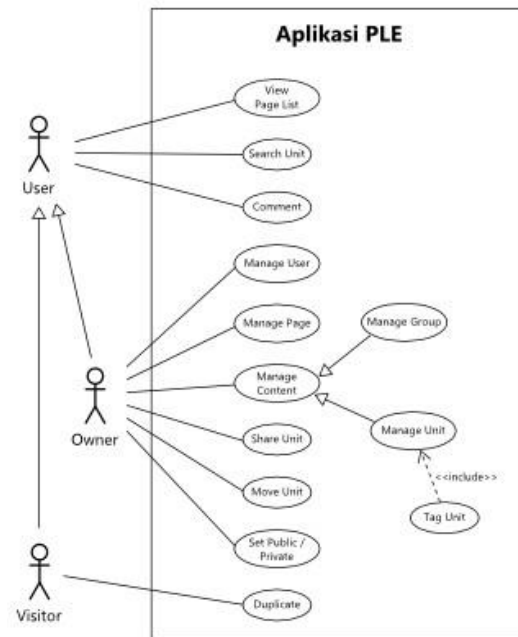 Aplikasi PLE
View
Page List
Search Unit
Comment
User
Manage User
Manage Page
Manage Group
Manage
Content
Owner
Share Unit
Manage Unit
<<include>>
Move Unit
Tag Unit
Set Public /
Private
Visitor
Duplicate